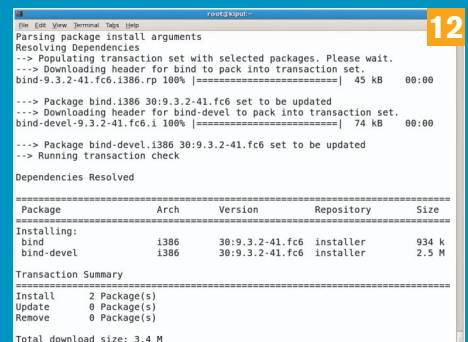 root@kipul:~
File Edit View Terminal Tabs Help
12
Parsing package install arguments
Resolving Dependencies
--> Populating transaction set with selected packages. Please wait.
---> Downloading header for bind to pack into transaction set.
bind-9.3.2-41.fc6.i386.rp 100% |=========================| 45 kB 00:00
---> Package bind.i386 30:9.3.2-41.fc6 set to be updated
---> Downloading header for bind-devel to pack into transaction set.
bind-devel-9.3.2-41.fc6.i 100% |=========================| 74 kB 00:00
---> Package bind-devel.i386 30:9.3.2-41.fc6 set to be updated
--> Running transaction check
Dependencies Resolved
=============================================================================
Package Arch Version Repository Size
=============================================================================
Installing:
bind i386 30:9.3.2-41.fc6 installer 934 k
bind-devel i386 30:9.3.2-41.fc6 installer 2.5 M
Transaction Summary
=============================================================================
Install 2 Package(s)
Update 0 Package(s)
Remove 0 Package(s)
Total download size: 3.4 M